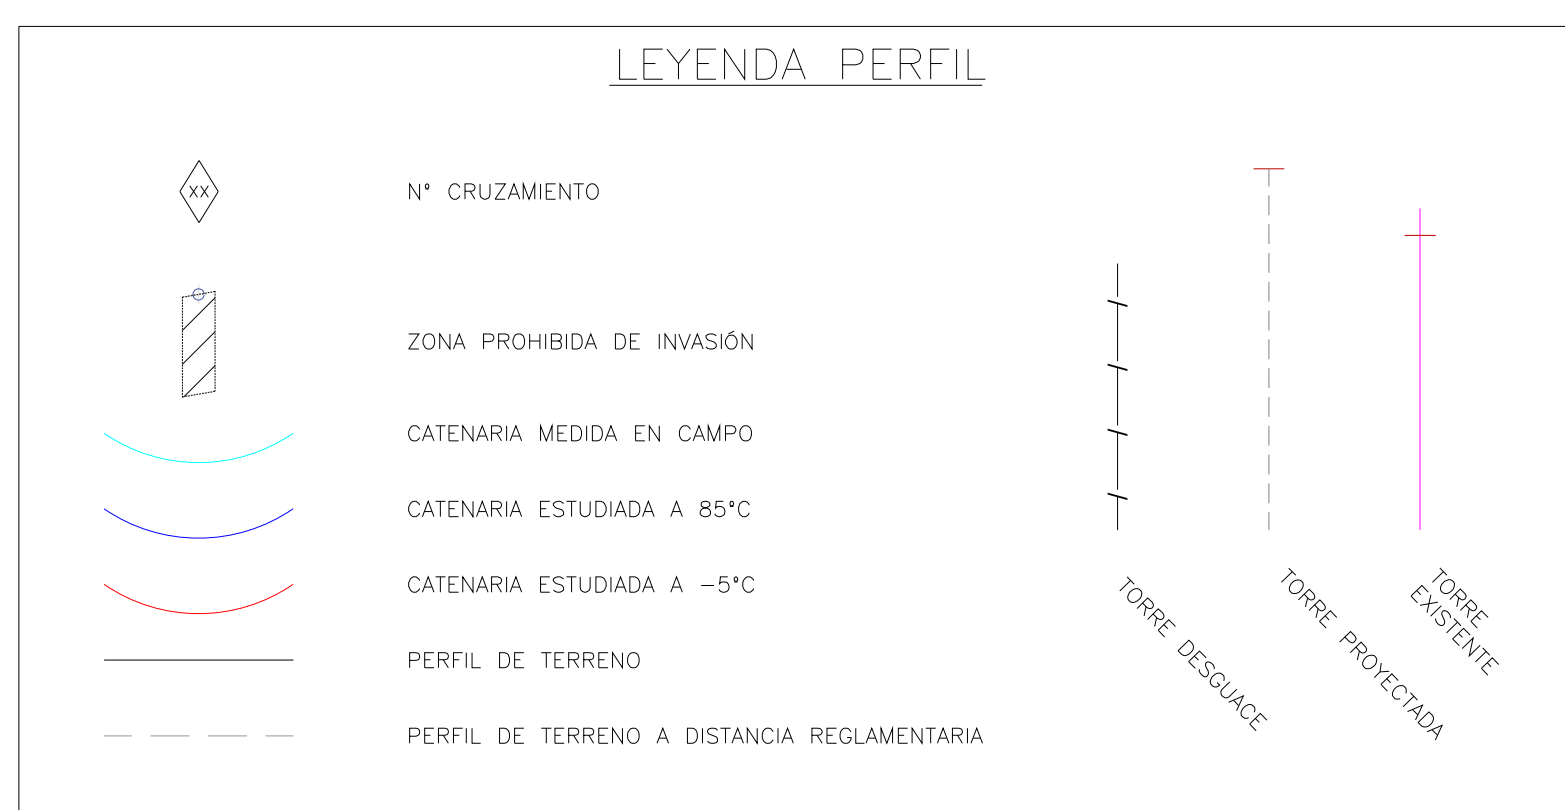 LEYENDA PERFIL
XX
Nº CRUZAMIENTO
ZONA PROHIBIDA DE INVASIÓN
CATENARIA MEDIDA EN CAMPO
CATENARIA ESTUDIADA A 85°C
CATENARIA ESTUDIADA A -5°C
PERFIL DE TERRENO
PERFIL DE TERRENO A DISTANCIA REGLAMENTARIA
TORRE DESGUACE
TORRE PROYECTADA
TORRE
EXISTENTE